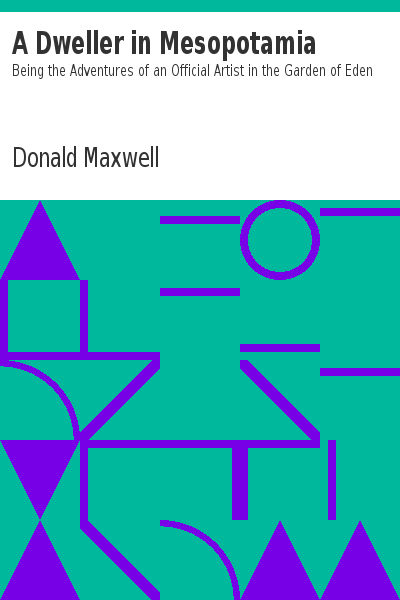 A Dweller in Mesopotamia
Being the Adventures of an Official Artist in the Garden of Eden
Donald Maxwell